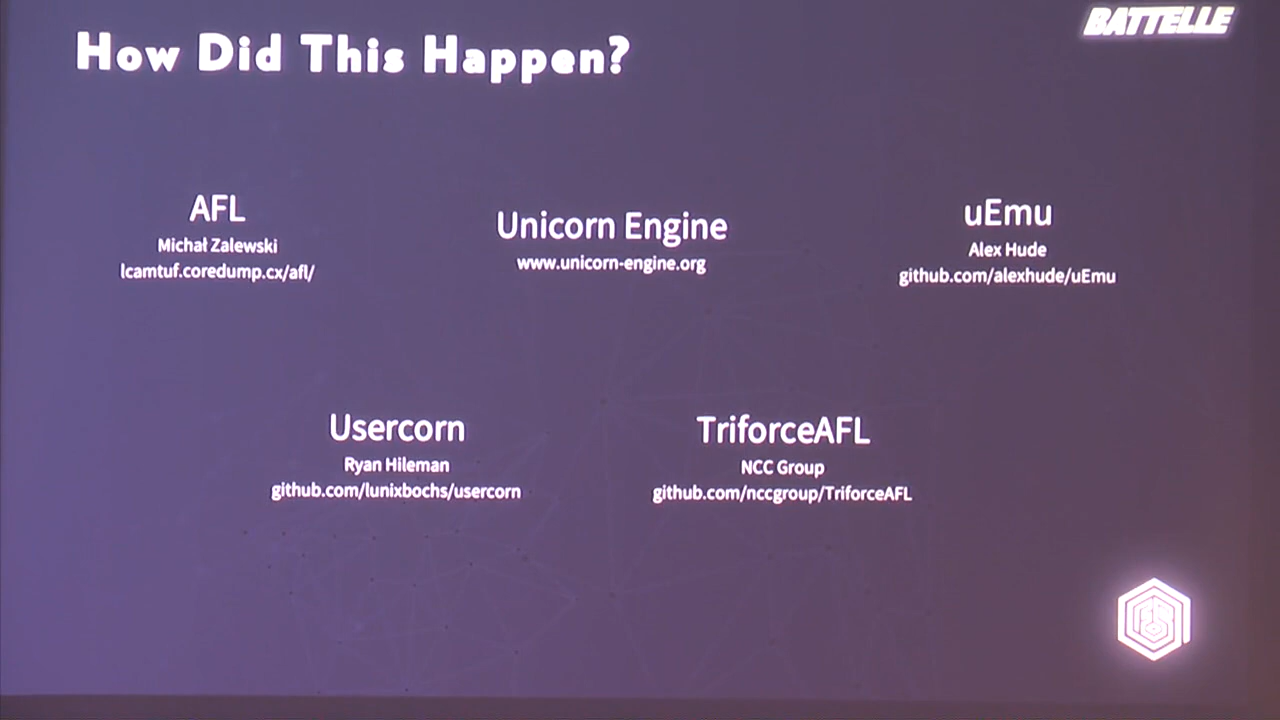 How Did This Happen?
BATTELLE
AFL
Michał Zalewski
lcamtuf.coredump.cx/afl/
Unicorn Engine
www.unicorn-engine.org
uEmu
Alex Hude
github.com/alexhude/uEmu
Usercorn
Ryan Hileman
github.com/lunixbochs/usercorn
TriforceAFL
NCC Group
github.com/nccgroup/TriforceAFL